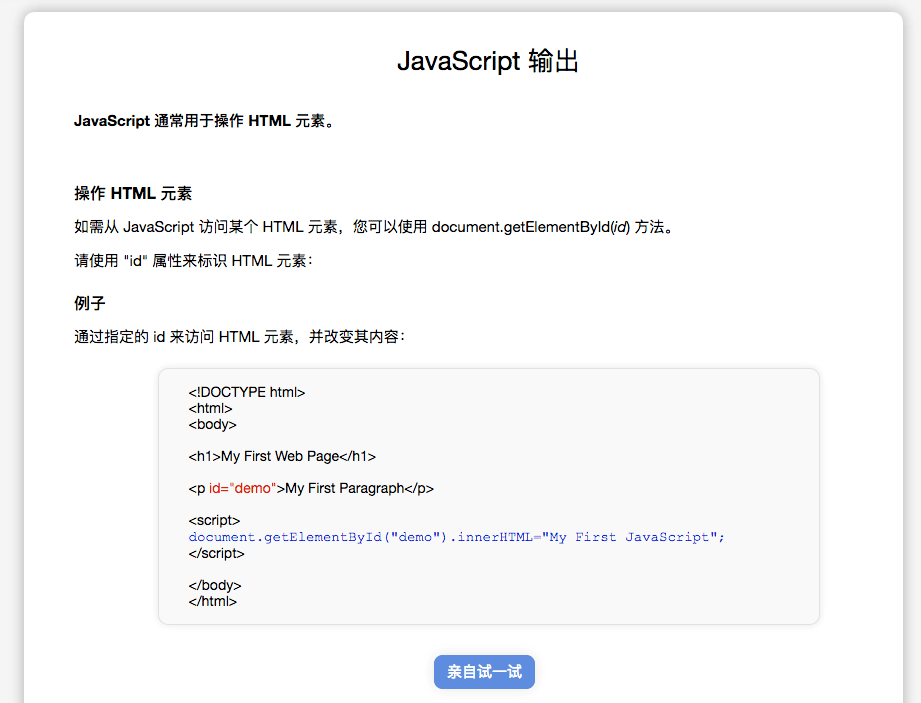 JavaScript 输出
JavaScript 通常用于操作 HTML 元素。
操作 HTML 元素
如需从 JavaScript 访问某个 HTML 元素，您可以使用 document.getElementById(id) 方法。
请使用 "id" 属性来标识 HTML 元素：
例子
通过指定的 id 来访问 HTML 元素，并改变其内容：
<!DOCTYPE html>
<html>
<body>
<h1>My First Web Page</h1>
<p id="demo">My First Paragraph</p>
<script>
document.getElementById("demo").innerHTML="My First JavaScript";
</script>
</body>
</html>
亲自试一试